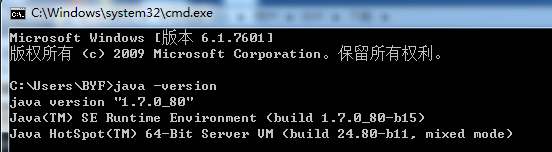 C:\Windows\system32\cmd.exe
Microsoft Windows [版本 6.1.7601]
版权所有 (c) 2009 Microsoft Corporation。保留所有权利。
C:\Users\BYF>java -version
java version "1.7.0_80"
Java(TM) SE Runtime Environment (build 1.7.0_80-b15)
Java HotSpot(TM) 64-Bit Server VM (build 24.80-b11, mixed mode)